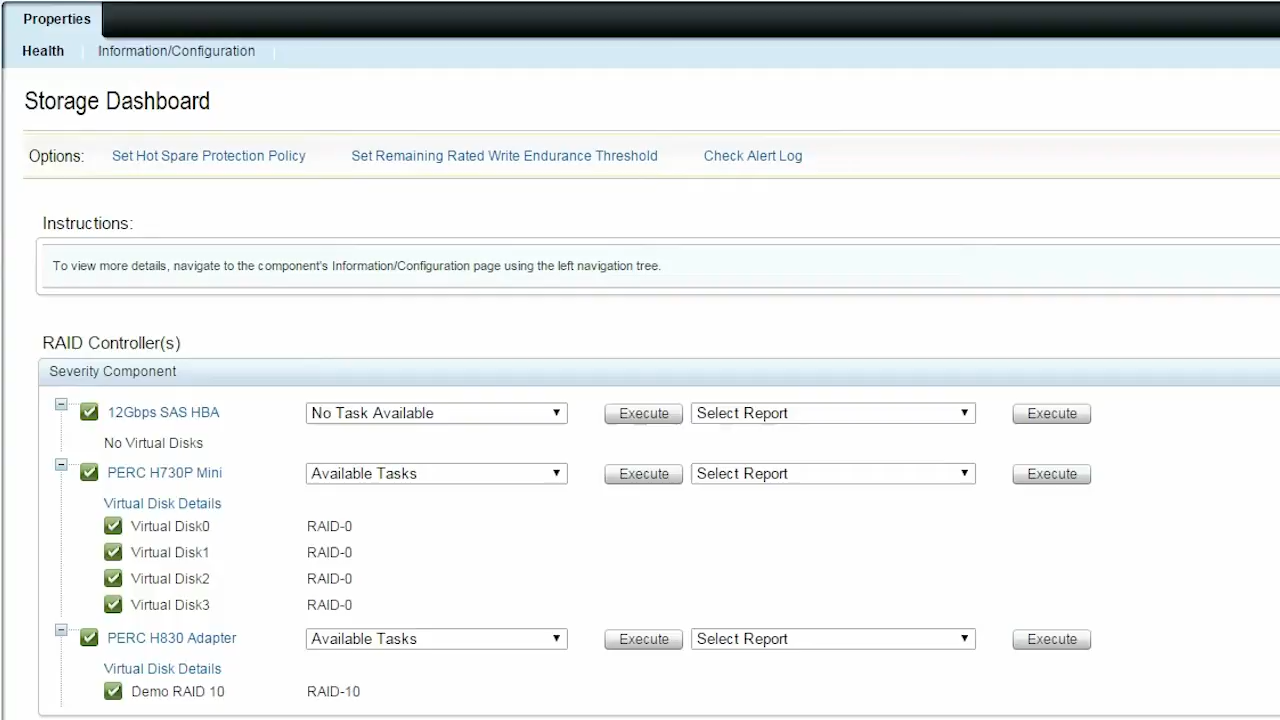 Properties
Health Information/Configuration
Storage Dashboard
Options: Set Hot Spare Protection Policy Set Remaining Rated Write Endurance Threshold Check Alert Log
Instructions:
To view more details, navigate to the component's Information/Configuration page using the left navigation tree.
RAID Controller(s)
Severity Component
12Gbps SAS HBA No Task Available Execute Select Report Execute
No Virtual Disks
PERC H730P Mini Available Tasks Execute Select Report Execute
Virtual Disk Details
Virtual Disk0 RAID-0
Virtual Disk1 RAID-0
Virtual Disk2 RAID-0
Virtual Disk3 RAID-0
PERC H830 Adapter Available Tasks Execute Select Report Execute
Virtual Disk Details
Demo RAID 10 RAID-10